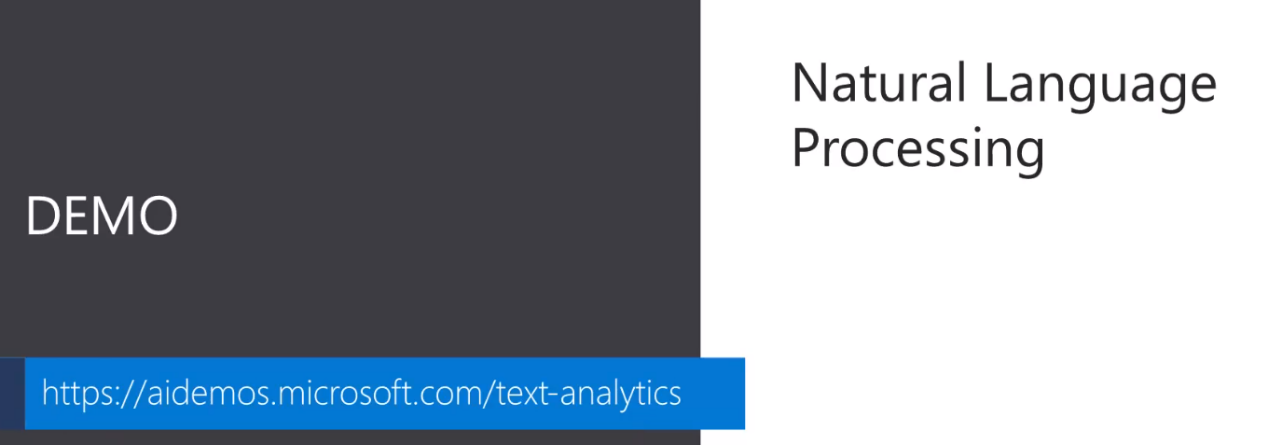 DEMO
https://aidemos.microsoft.com/text-analytics
Natural Language
Processing